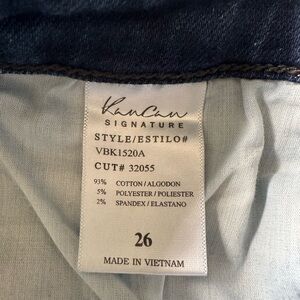 KanCan
SIGNATURE
STYLE/ESTILO#
VBK1520A
CUT# 32055
93% COTTON/ALGODON
5% POLYESTER/POLIESTER
2% SPANDEX/ELASTANO
26
MADE IN VIETNAM